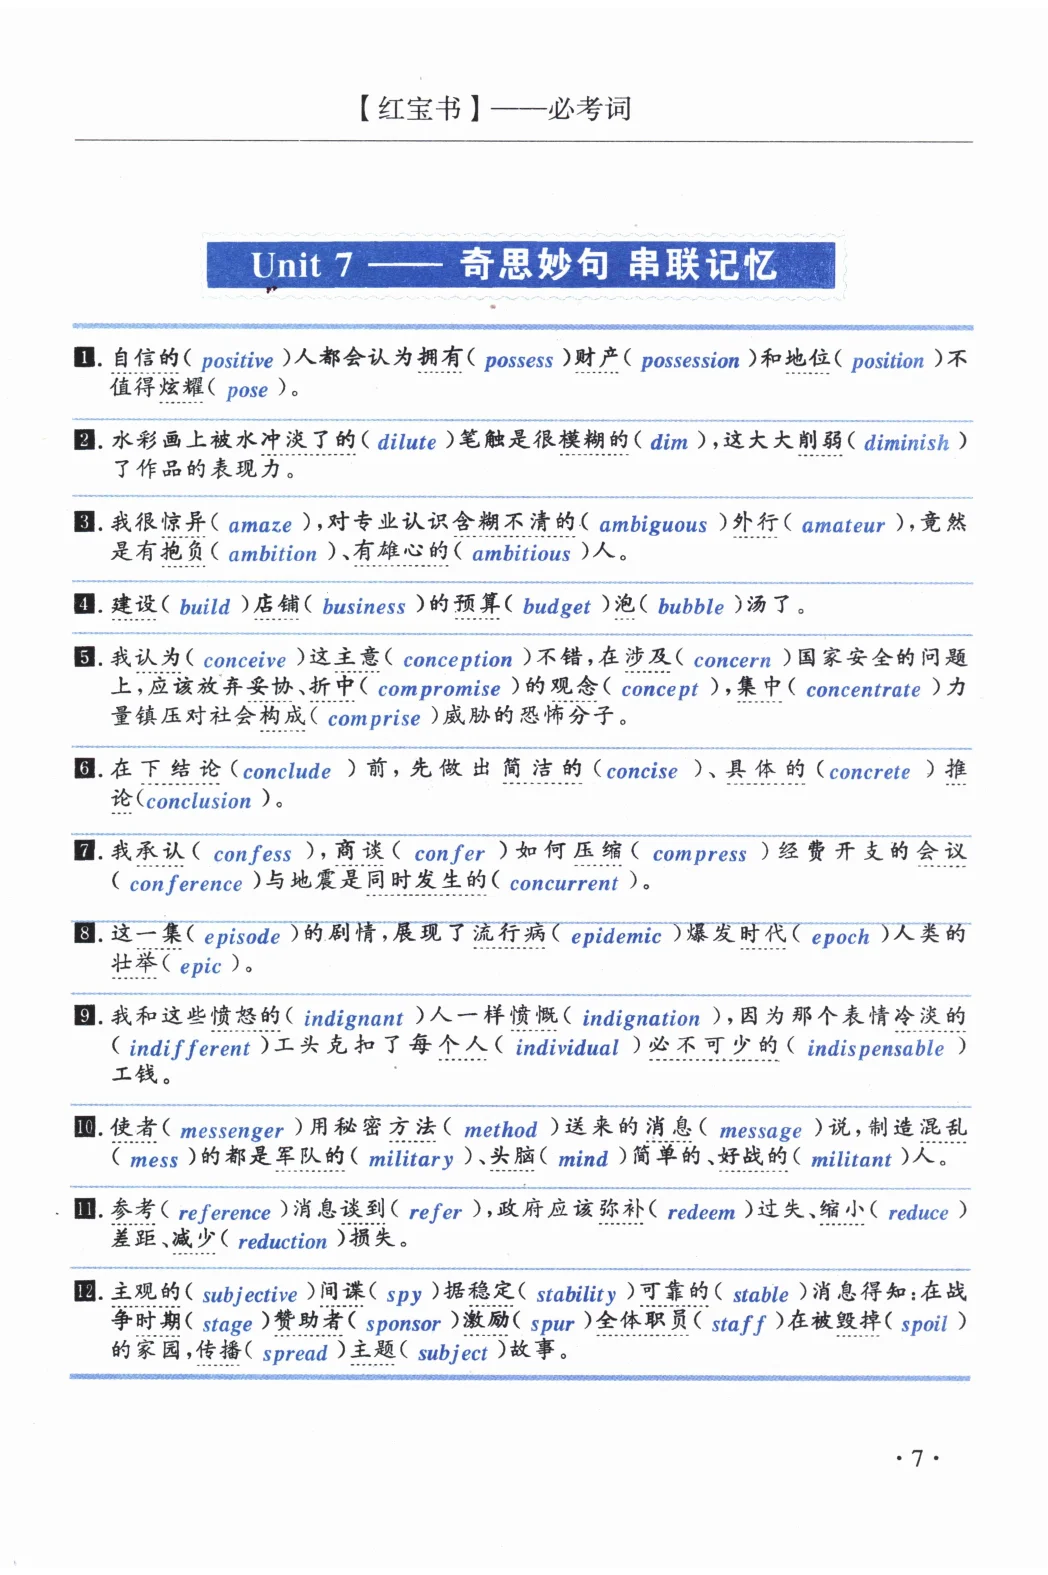 【红宝书】——必考词
Unit 7 —— 奇思妙句 串联记忆
1. 自信的( positive )人都会认为拥有( possess )财产( possession )和地位( position )不
值得炫耀( pose )。
2. 水彩画上被水冲淡了的( dilute )笔触是很模糊的( dim ),这大大削弱( diminish )
了作品的表现力。
3. 我很惊异( amaze ),对专业认识含糊不清的( ambiguous )外行( amateur ),竟然
是有抱负( ambition )、有雄心的( ambitious )人。
4. 建设( build )店铺( business )的预算( budget )泡( bubble )汤了。
5. 我认为( conceive )这主意( conception )不错,在涉及( concern )国家安全的问题
上,应该放弃妥协、折中( compromise )的观念( concept ),集中( concentrate )力
量镇压对社会构成( comprise )威胁的恐怖分子。
6. 在下结论(conclude )前,先做出简洁的(concise )、具体的(concrete )推
论(conclusion )。
7. 我承认( confess ),商谈( confer )如何压缩( compress )经费开支的会议
( conference )与地震是同时发生的( concurrent )。
8. 这一集( episode )的剧情,展现了流行病( epidemic )爆发时代( epoch )人类的
壮举( epic )。
9. 我和这些愤怒的( indignant )人一样愤慨( indignation ),因为那个表情冷淡的
( indifferent )工头克扣了每个人( individual )必不可少的( indispensable )
工钱。
10. 使者( messenger )用秘密方法( method )送来的消息( message )说,制造混乱
( mess )的都是军队的( military )、头脑( mind )简单的、好战的( militant )人。
11. 参考( reference )消息谈到( refer ),政府应该弥补( redeem )过失、缩小( reduce )
差距、减少( reduction )损失。
12. 主观的( subjective )间谍( spy )据稳定( stability )可靠的( stable )消息得知:在战
争时期( stage )赞助者( sponsor )激励( spur )全体职员( staff )在被毁掉( spoil )
的家园,传播( spread )主题( subject )故事。
·7·